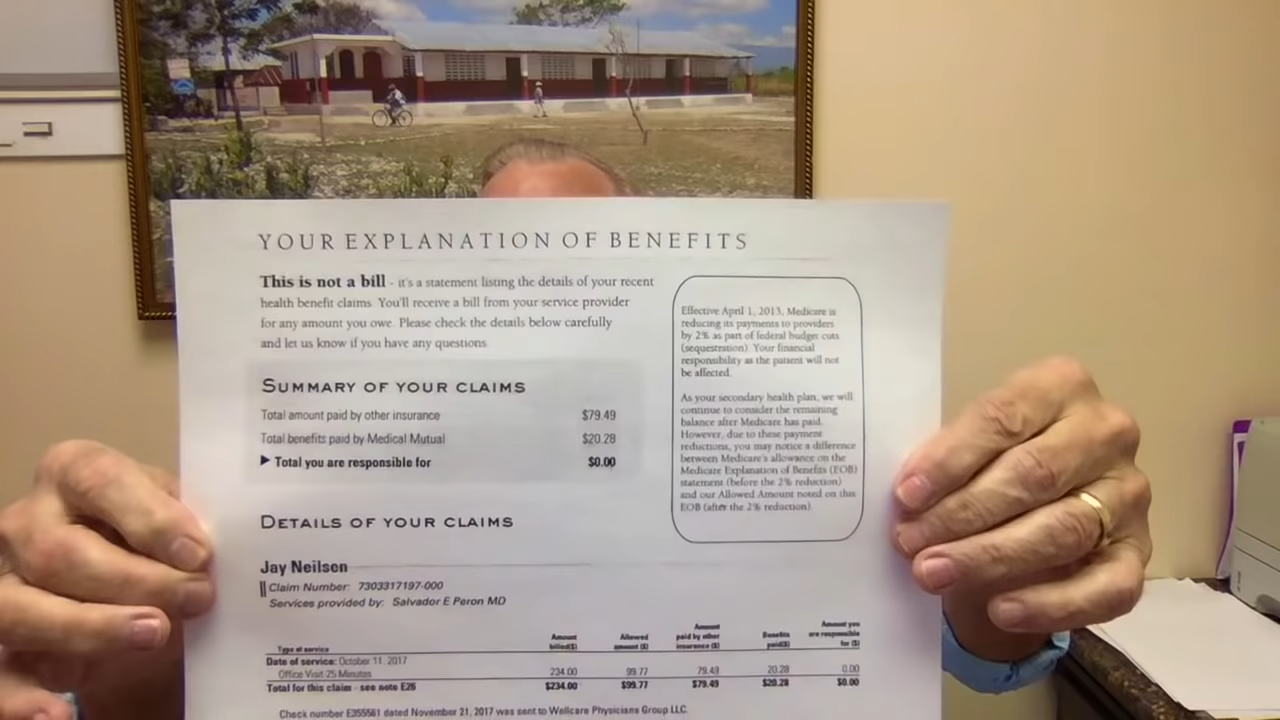 YOUR EXPLANATION OF BENEFITS
This is not a bill - it's a statement listing the details of your recent
health benefit claims. You'll receive a bill from your service provider
for any amount you owe. Please check the details below carefully
and let us know if you have any questions.
SUMMARY OF YOUR CLAIMS
Total amount paid by other insurance $79.49
Total benefits paid by Medical Mutual $20.28
Total you are responsible for $0.00
Effective April 1, 2013, Medicare is
reducing its payments to providers
by 2% as part of federal budget cuts
(sequestration). Your financial
responsibility as the patient will not
be affected.
As your secondary health plan, we will
continue to consider the remaining
balance after Medicare has paid.
However, due to these payment
reductions, you may notice a difference
between Medicare's allowance on the
Medicare Explanation of Benefits (EOB)
statement (before the 2% reduction)
and our Allowed Amount noted on this
EOB (after the 2% reduction).
DETAILS OF YOUR CLAIMS
Jay Neilsen
Claim Number: 7303317197-000
Services provided by: Salvador E Peron MD
Type of service
Amount
billed($)
Allowed
amount ($)
Amount
paid by other
insurance ($)
Benefits
paid($)
Amount you
are responsible
for ($)
Date of service: October 11, 2017
Office Visit 25 Minutes 234.00 99.77 79.49 20.28 0.00
Total for this claim - see note E26 $234.00 $99.77 $79.49 $20.28 $0.00
Check number E355561 dated November 21, 2017 was sent to Wellcare Physicians Group LLC.